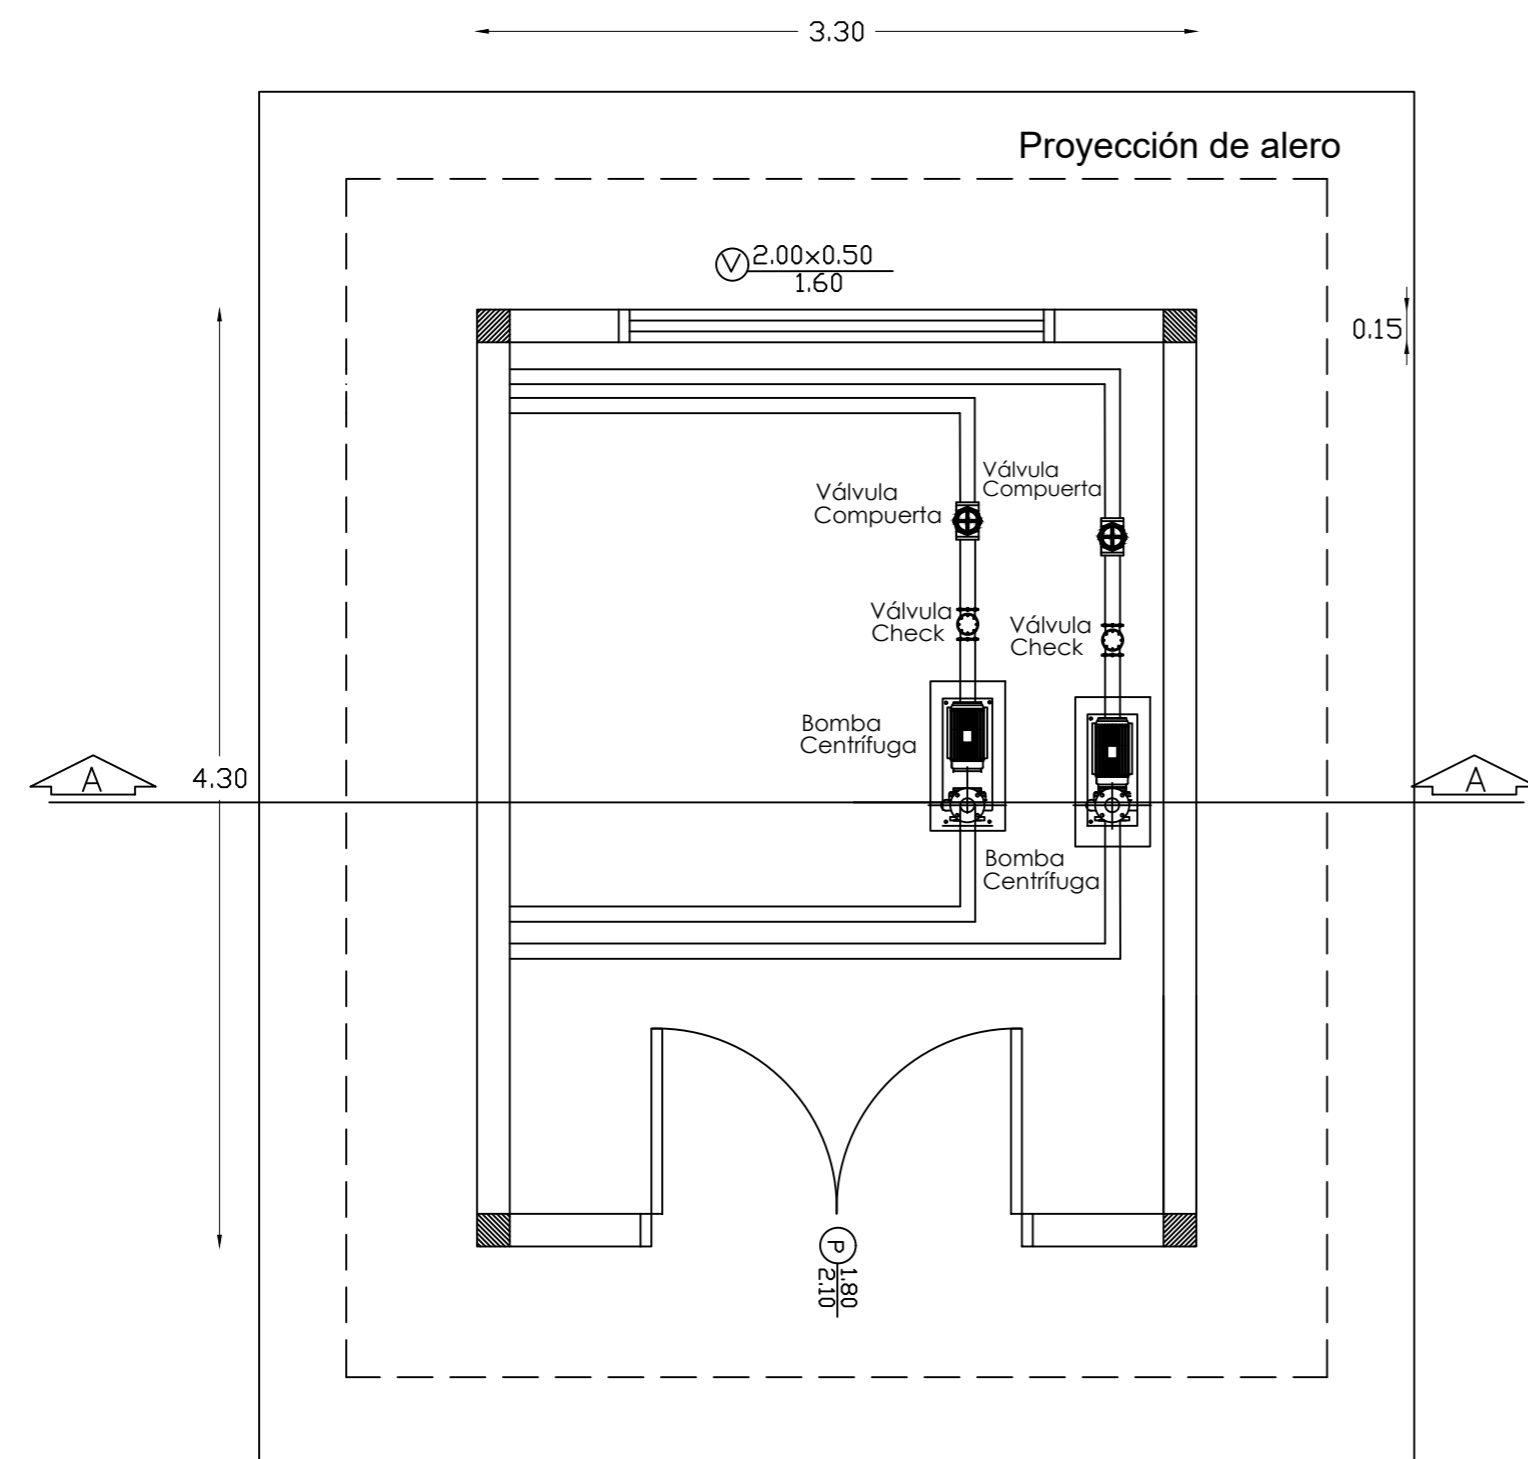 3.30
Proyección de alero
V 2.00x0.50
1.60
0.15
Válvula
Compuerta
Válvula
Compuerta
Válvula
Check
Válvula
Check
Bomba
Centrífuga
A
4.30
A
Bomba
Centrífuga
P 1.80
2.10